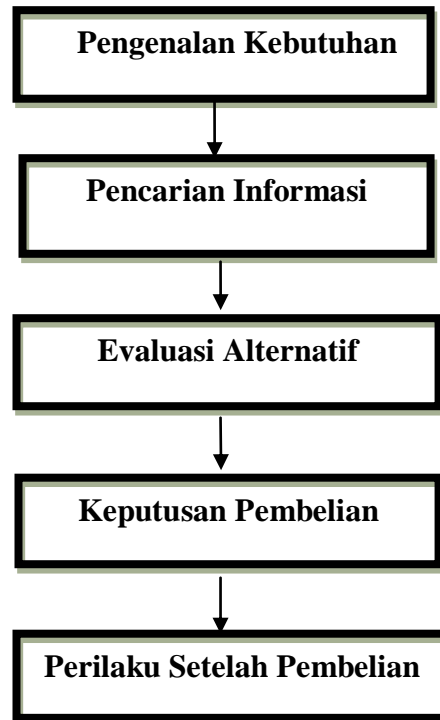 Pengenalan Kebutuhan
Pencarian Informasi
Evaluasi Alternatif
Keputusan Pembelian
Perilaku Setelah Pembelian